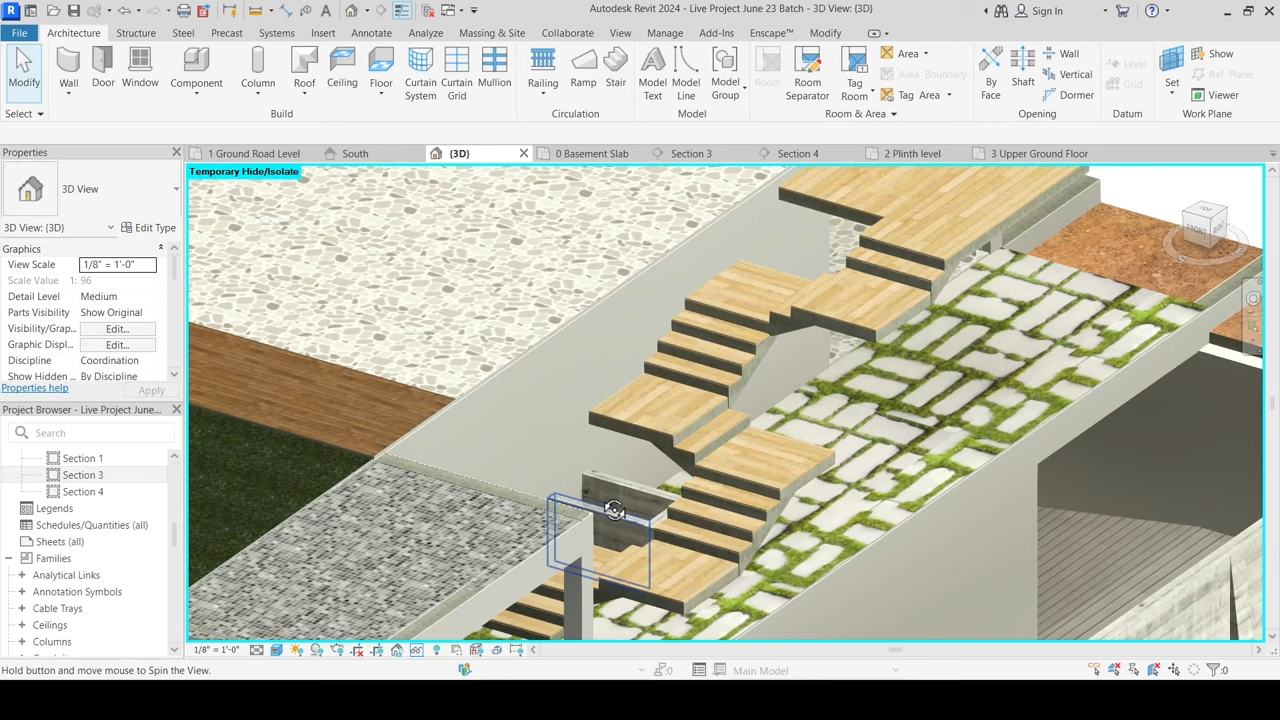 R 23 A Autodesk Revit 2024 - Live Project June 23 Batch - 3D View: {3D} Sign In
File Architecture Structure Steel Precast Systems Insert Annotate Analyze Massing & Site Collaborate View Manage Add-Ins Enscape™ Modify
Modify Wall Door Window Component Column Roof Ceiling Floor Curtain System Curtain Grid Mullion Railing Ramp Stair Model Text Model Line Model Group Room Room Separator Tag Room By Face Shaft Set
Area Wall Level Show
Area Boundary Vertical Grid Ref Plane
Tag Area Dormer Viewer
Select Build Circulation Model Room & Area Opening Datum Work Plane
Properties
1 Ground Road Level South {3D} 0 Basement Slab Section 3 Section 4 2 Plinth level 3 Upper Ground Floor
Temporary Hide/Isolate
3D View
3D View: {3D} Edit Type
Graphics
View Scale 1/8" = 1'-0"
Scale Value 1: 96
Detail Level Medium
Parts Visibility Show Original
Visibility/Grap... Edit...
Graphic Displ... Edit...
Discipline Coordination
Show Hidden ... By Discipline
Properties help Apply
Project Browser - Live Project June...
Search
Section 1
Section 3
Section 4
Legends
Schedules/Quantities (all)
Sheets (all)
Families
Analytical Links
Annotation Symbols
Cable Trays
Ceilings
Columns
FRONT
1/8" = 1'-0"
Hold button and move mouse to Spin the View. :0 Main Model :0